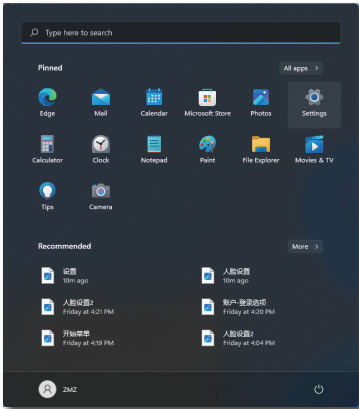 Type here to search
Pinned
All apps >
Edge
Mail
Calendar
Microsoft Store
Photos
Settings
Calculator
Clock
Notepad
Paint
File Explorer
Movies & TV
Tips
Camera
Recommended
More >
设置
10m ago
人脸设置
10m ago
人脸设置2
Friday at 4:21 PM
账户-登录选项
Friday at 4:20 PM
开始菜单
Friday at 4:19 PM
人脸设置2
Friday at 4:04 PM
ZMZ